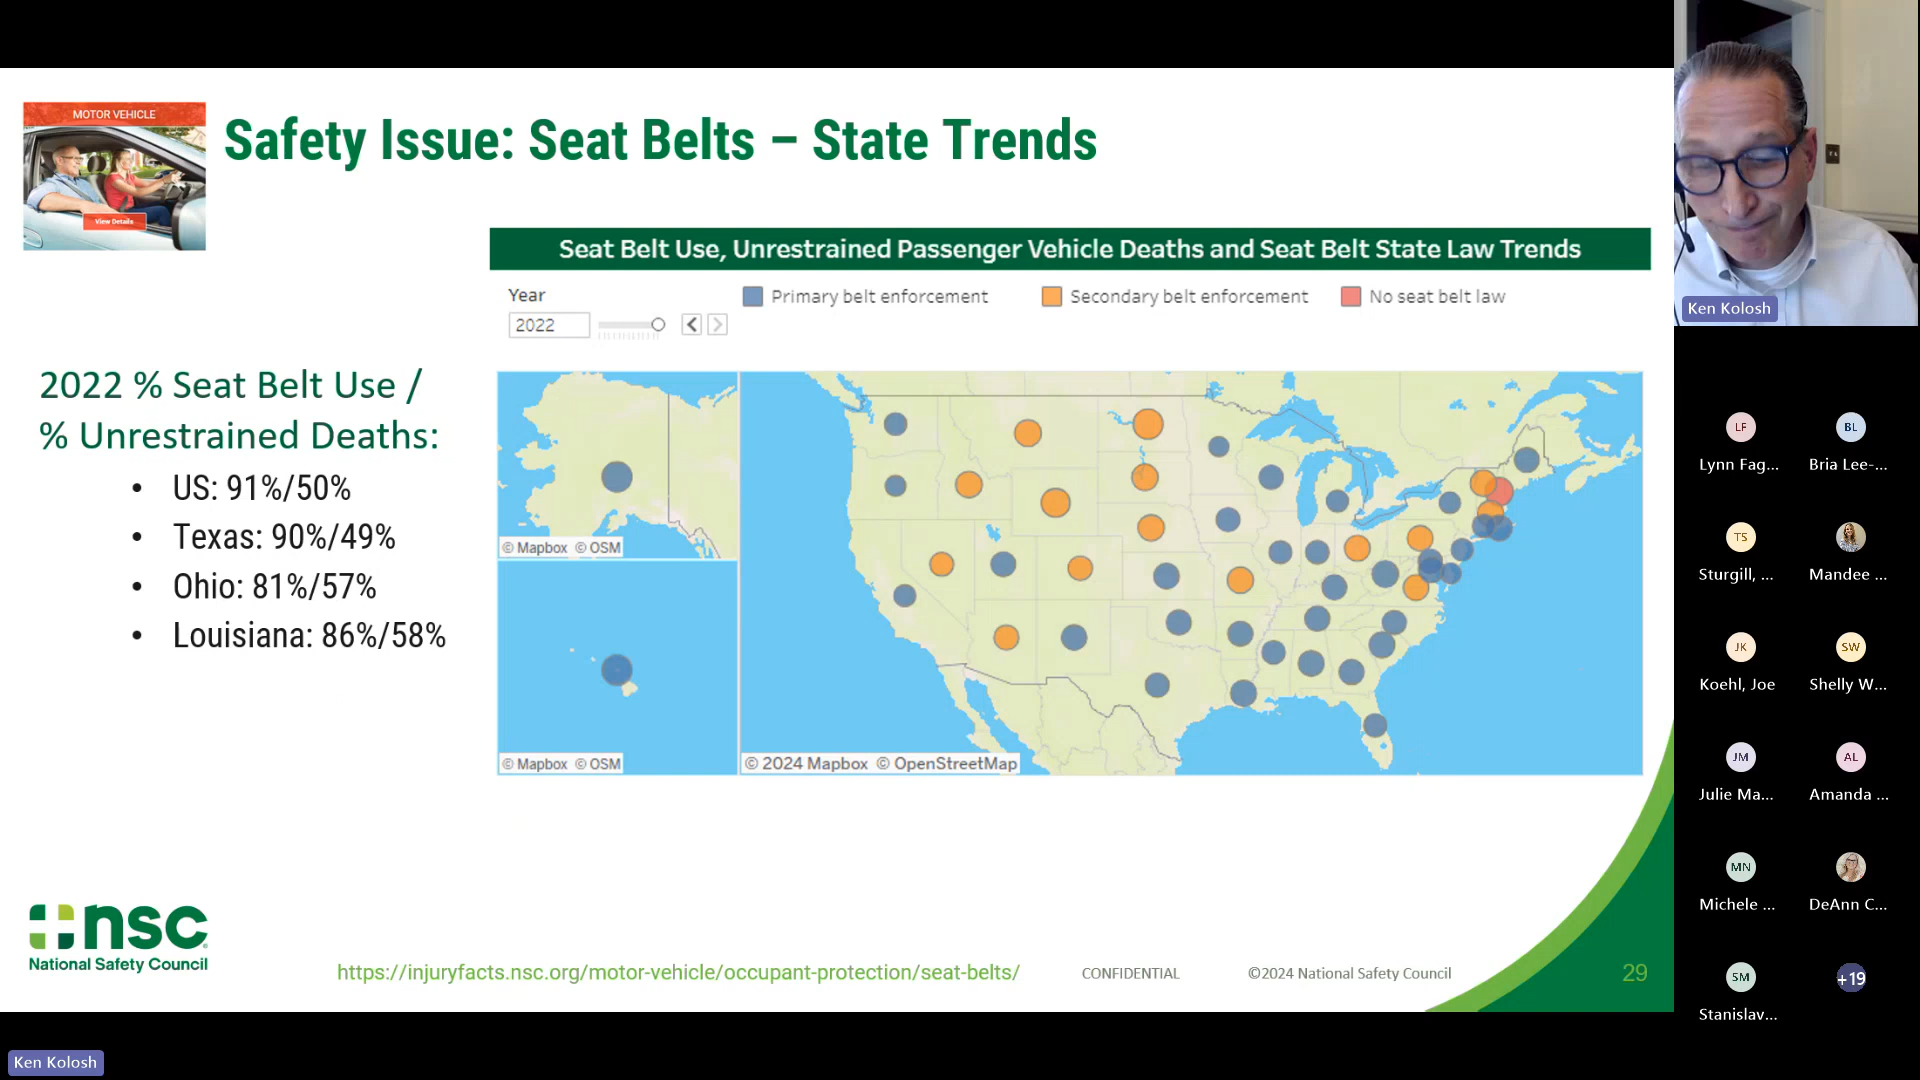 MOTOR VEHICLE
View Details
Safety Issue: Seat Belts – State Trends
Seat Belt Use, Unrestrained Passenger Vehicle Deaths and Seat Belt State Law Trends
Year
2022
Primary belt enforcement
Secondary belt enforcement
No seat belt law
2022 % Seat Belt Use /
% Unrestrained Deaths:
• US: 91%/50%
• Texas: 90%/49%
• Ohio: 81%/57%
• Louisiana: 86%/58%
© Mapbox © OSM
© Mapbox © OSM
© 2024 Mapbox © OpenStreetMap
nsc
National Safety Council
https://injuryfacts.nsc.org/motor-vehicle/occupant-protection/seat-belts/
CONFIDENTIAL
©2024 National Safety Council
29
Ken Kolosh
Ken Kolosh
LF
Lynn Fag...
BL
Bria Lee-...
TS
Sturgill, ...
Mandee ...
JK
Koehl, Joe
SW
Shelly W...
JM
Julie Ma...
AL
Amanda ...
MN
Michele ...
DeAnn C...
SM
Stanislav...
+19